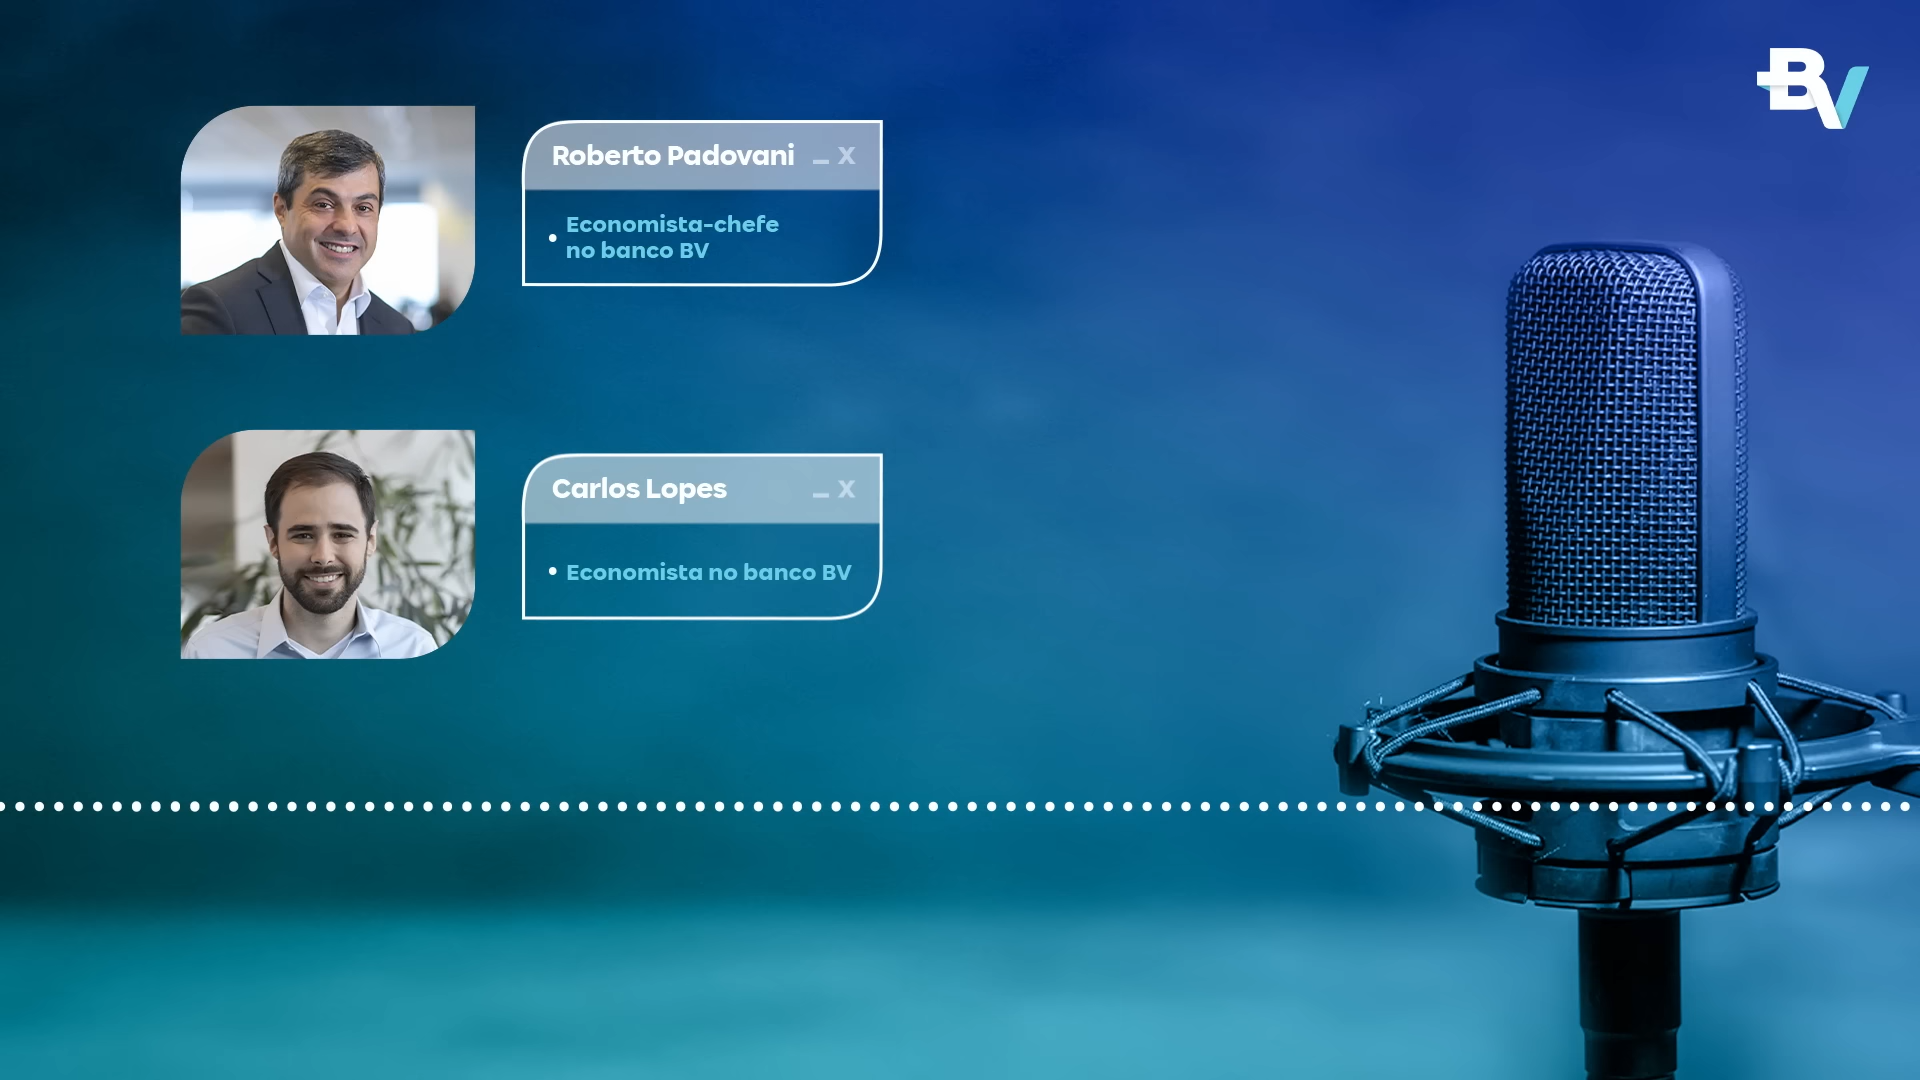 BV
Roberto Padovani _ X
Economista-chefe
no banco BV
Carlos Lopes _ X
Economista no banco BV